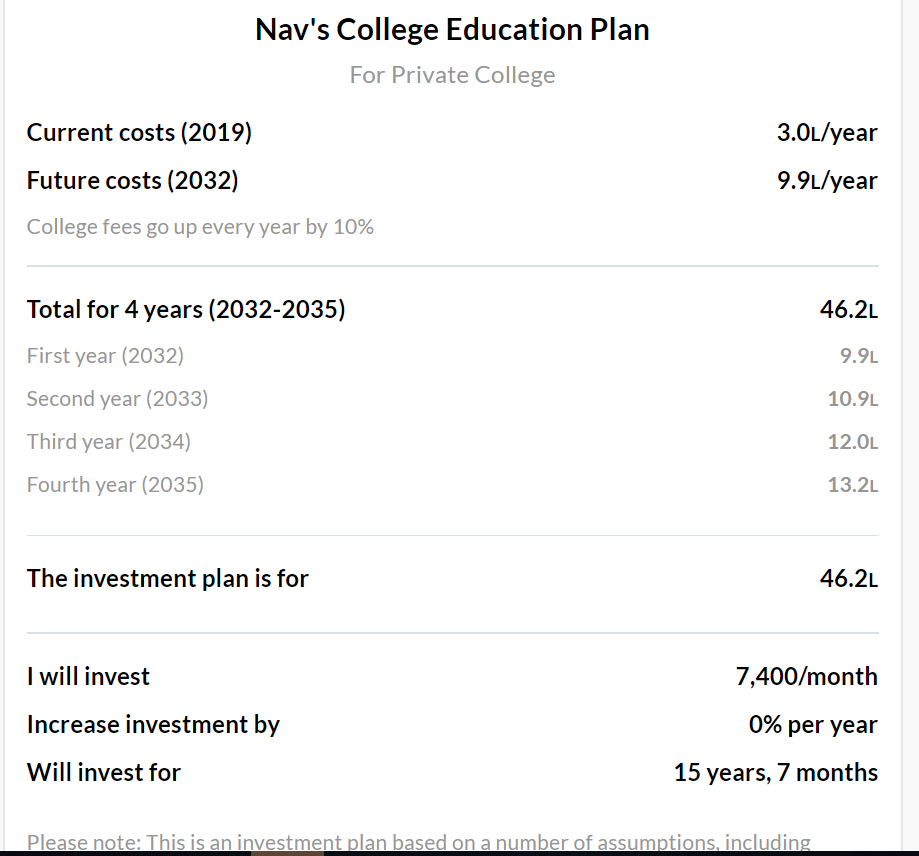 Nav's College Education Plan
For Private College
Current costs (2019) 3.0L/year
Future costs (2032) 9.9L/year
College fees go up every year by 10%
Total for 4 years (2032-2035) 46.2L
First year (2032) 9.9L
Second year (2033) 10.9L
Third year (2034) 12.0L
Fourth year (2035) 13.2L
The investment plan is for 46.2L
I will invest 7,400/month
Increase investment by 0% per year
Will invest for 15 years, 7 months
Please note: This is an investment plan based on a number of assumptions, including